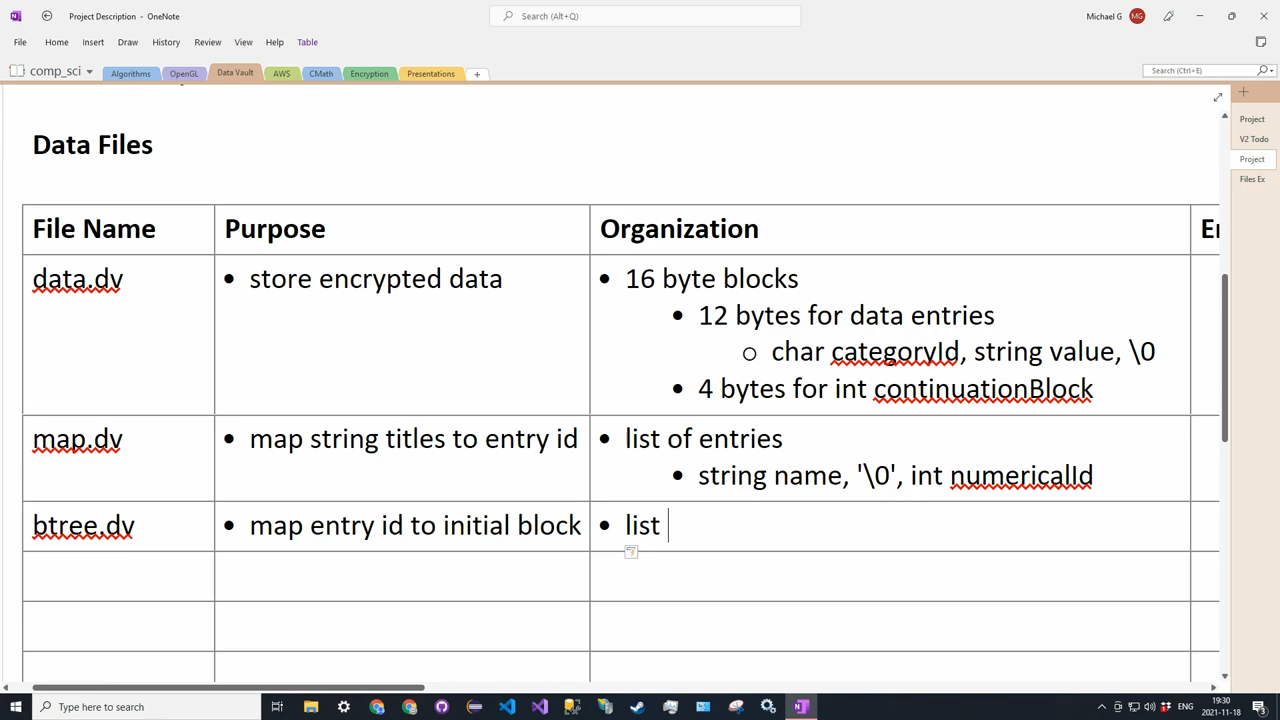 Project Description - OneNote
Search (Alt+Q)
Michael G
MG
File Home Insert Draw History Review View Help Table
comp_sci
Algorithms OpenGL Data Vault AWS CMath Encryption Presentations +
Search (Ctrl+E)
Data Files
Project
V2 Todo
Project
Files Ex
File Name Purpose Organization
data.dv • store encrypted data • 16 byte blocks
• 12 bytes for data entries
o char categoryId, string value, \0
• 4 bytes for int continuationBlock
map.dv • map string titles to entry id • list of entries
• string name, '\0', int numericalId
btree.dv • map entry id to initial block • list
Type here to search
ENG
19:30
2021-11-18
3